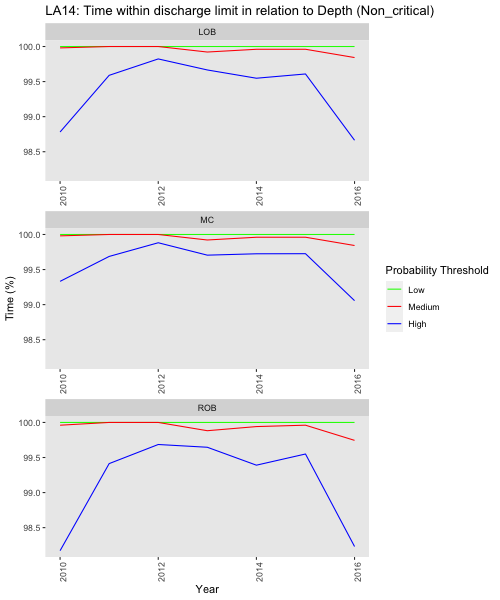 LA14: Time within discharge limit in relation to Depth (Non_critical)
LOB
100.0
99.5
99.0
98.5
2010
2012
2014
2016
MC
100.0
99.5
99.0
98.5
2010
2012
2014
2016
ROB
100.0
99.5
99.0
98.5
2010
2012
2014
2016
Time (%)
Year
Probability Threshold
Low
Medium
High